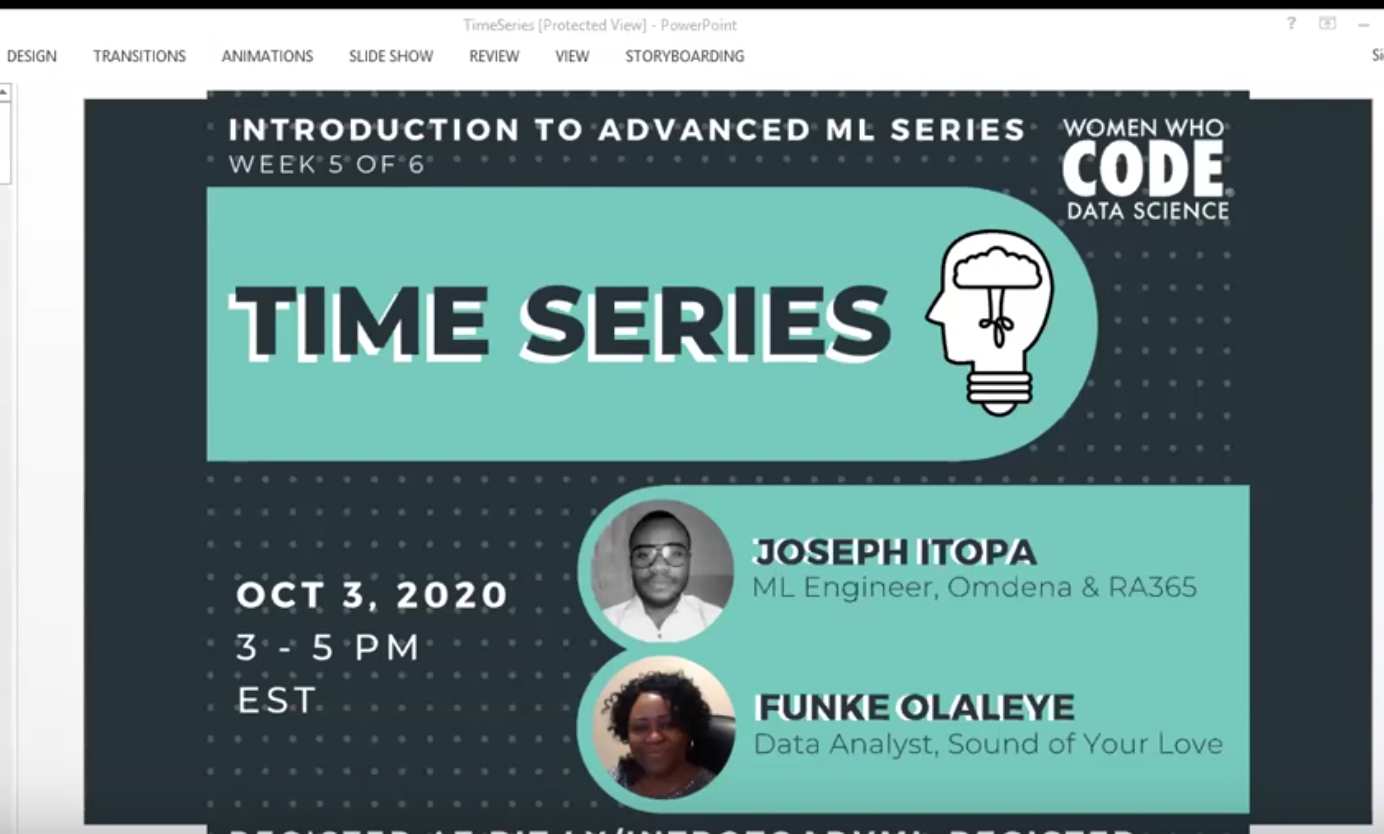 TimeSeries [Protected View] - PowerPoint
?
DESIGN TRANSITIONS ANIMATIONS SLIDE SHOW REVIEW VIEW STORYBOARDING
INTRODUCTION TO ADVANCED ML SERIES
WEEK 5 OF 6
WOMEN WHO
CODE®
DATA SCIENCE
TIME SERIES
OCT 3, 2020
3 - 5 PM
EST
JOSEPH ITOPA
ML Engineer, Omdena & RA365
FUNKE OLALEYE
Data Analyst, Sound of Your Love